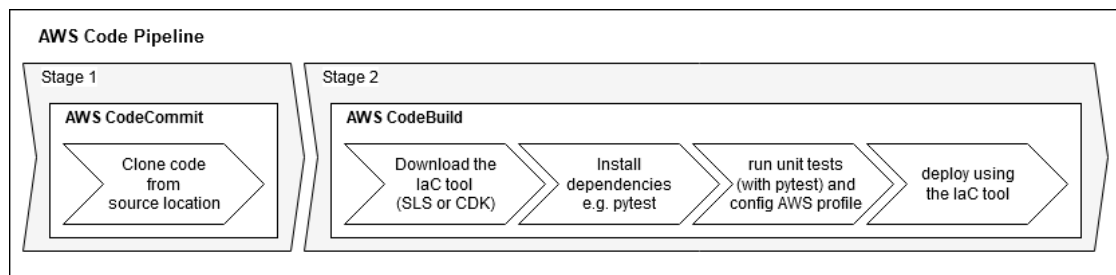 AWS Code Pipeline
Stage 1
AWS CodeCommit
Clone code
from
source location
Stage 2
AWS CodeBuild
Download the
IaC tool
(SLS or CDK)
Install
dependencies
e.g. pytest
run unit tests
(with pytest) and
config AWS profile
deploy using
the IaC tool